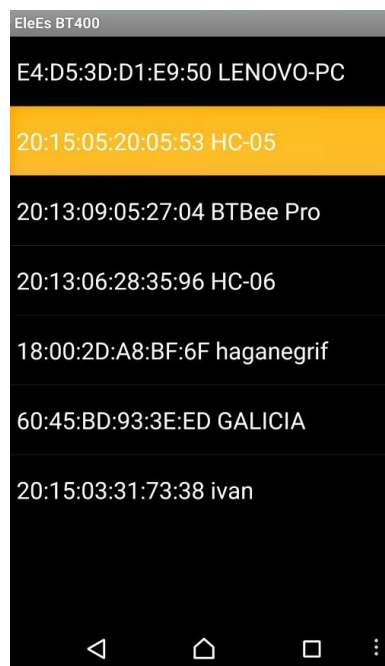 EleEs BT400
E4:D5:3D:D1:E9:50 LENOVO-PC
20:15:05:20:05:53 HC-05
20:13:09:05:27:04 BTBee Pro
20:13:06:28:35:96 HC-06
18:00:2D:A8:BF:6F haganegrif
60:45:BD:93:3E:ED GALICIA
20:15:03:31:73:38 ivan